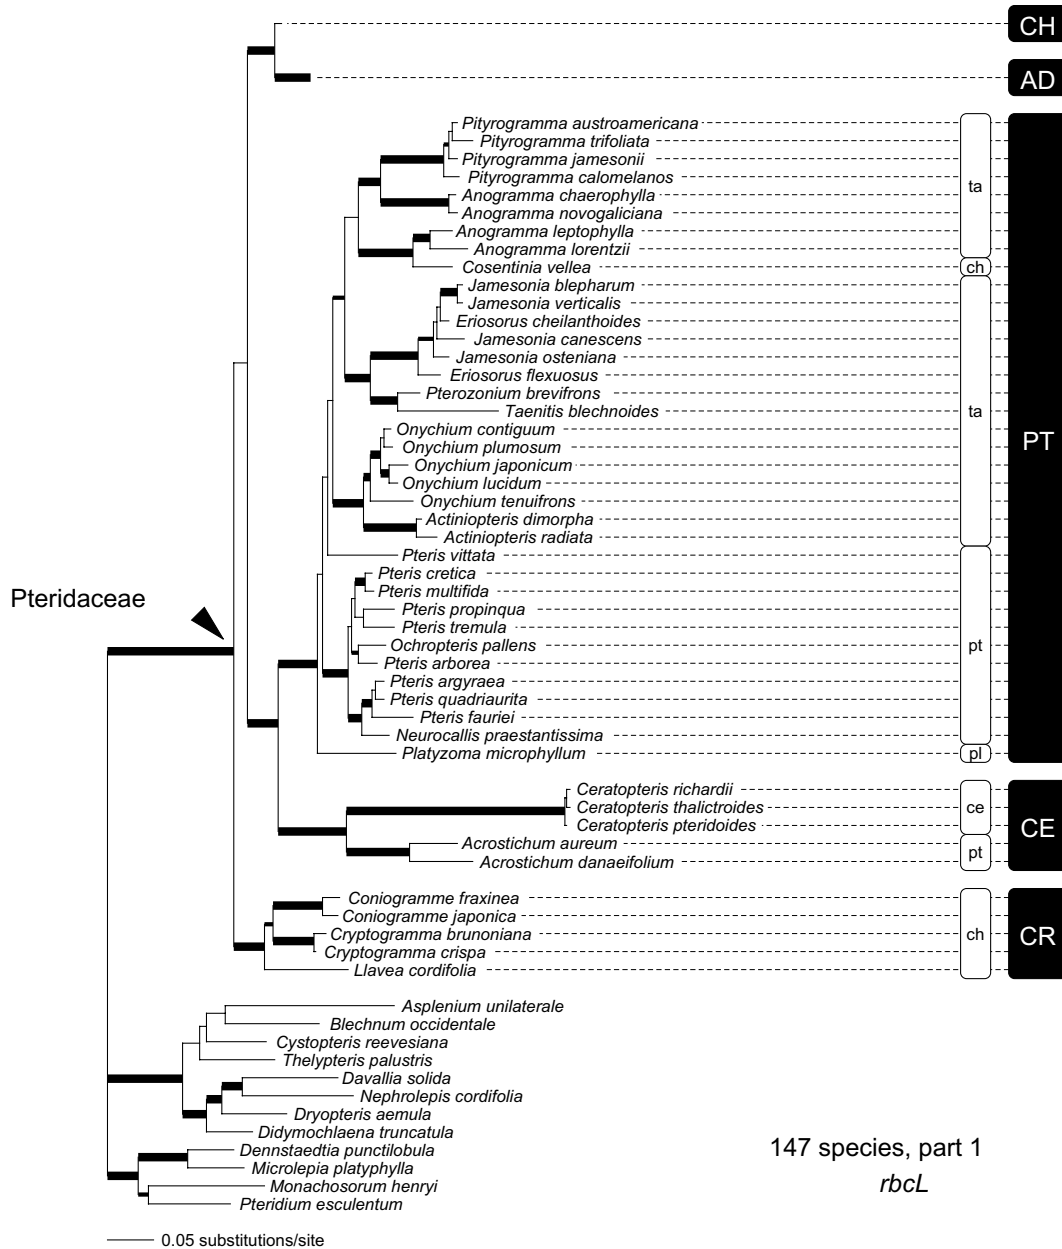 CH
AD
Pityrogramma austroamericana
Pityrogramma trifoliata
Pityrogramma jamesonii
Pityrogramma calomelanos
ta
Anogramma chaerophylla
Anogramma novogaliciana
Anogramma leptophylla
Anogramma lorentzii
Cosentinia vellea
ch
Jamesonia blepharum
Jamesonia verticalis
Eriosorus cheilanthoides
Jamesonia canescens
Jamesonia osteniana
Eriosorus flexuosus
Pterozonium brevifrons
Taenitis blechnoides
ta
Onychium contiguum
PT
Onychium plumosum
Onychium japonicum
Onychium lucidum
Onychium tenuifrons
Actiniopteris dimorpha
Actiniopteris radiata
Pteris vittata
Pteris cretica
Pteris multifida
Pteridaceae
Pteris propinqua
Pteris tremula
Ochropteris pallens
pt
Pteris arborea
Pteris argyraea
Pteris quadriaurita
Pteris fauriei
Neurocallis praestantissima
Platyzoma microphyllum
pl
Ceratopteris richardii
Ceratopteris thalictroides
ce
Ceratopteris pteridoides
CE
Acrostichum aureum
pt
Acrostichum danaeifolium
Coniogramme fraxinea
Coniogramme japonica
Cryptogramma brunoniana
ch
CR
Cryptogramma crispa
Llavea cordifolia
Asplenium unilaterale
Blechnum occidentale
Cystopteris reevesiana
Thelypteris palustris
Davallia solida
Nephrolepis cordifolia
Dryopteris aemula
Didymochlaena truncatula
Dennstaedtia punctilobula
147 species, part 1
Microlepia platyphylla
rbcL
Monachosorum henryi
Pteridium esculentum
0.05 substitutions/site